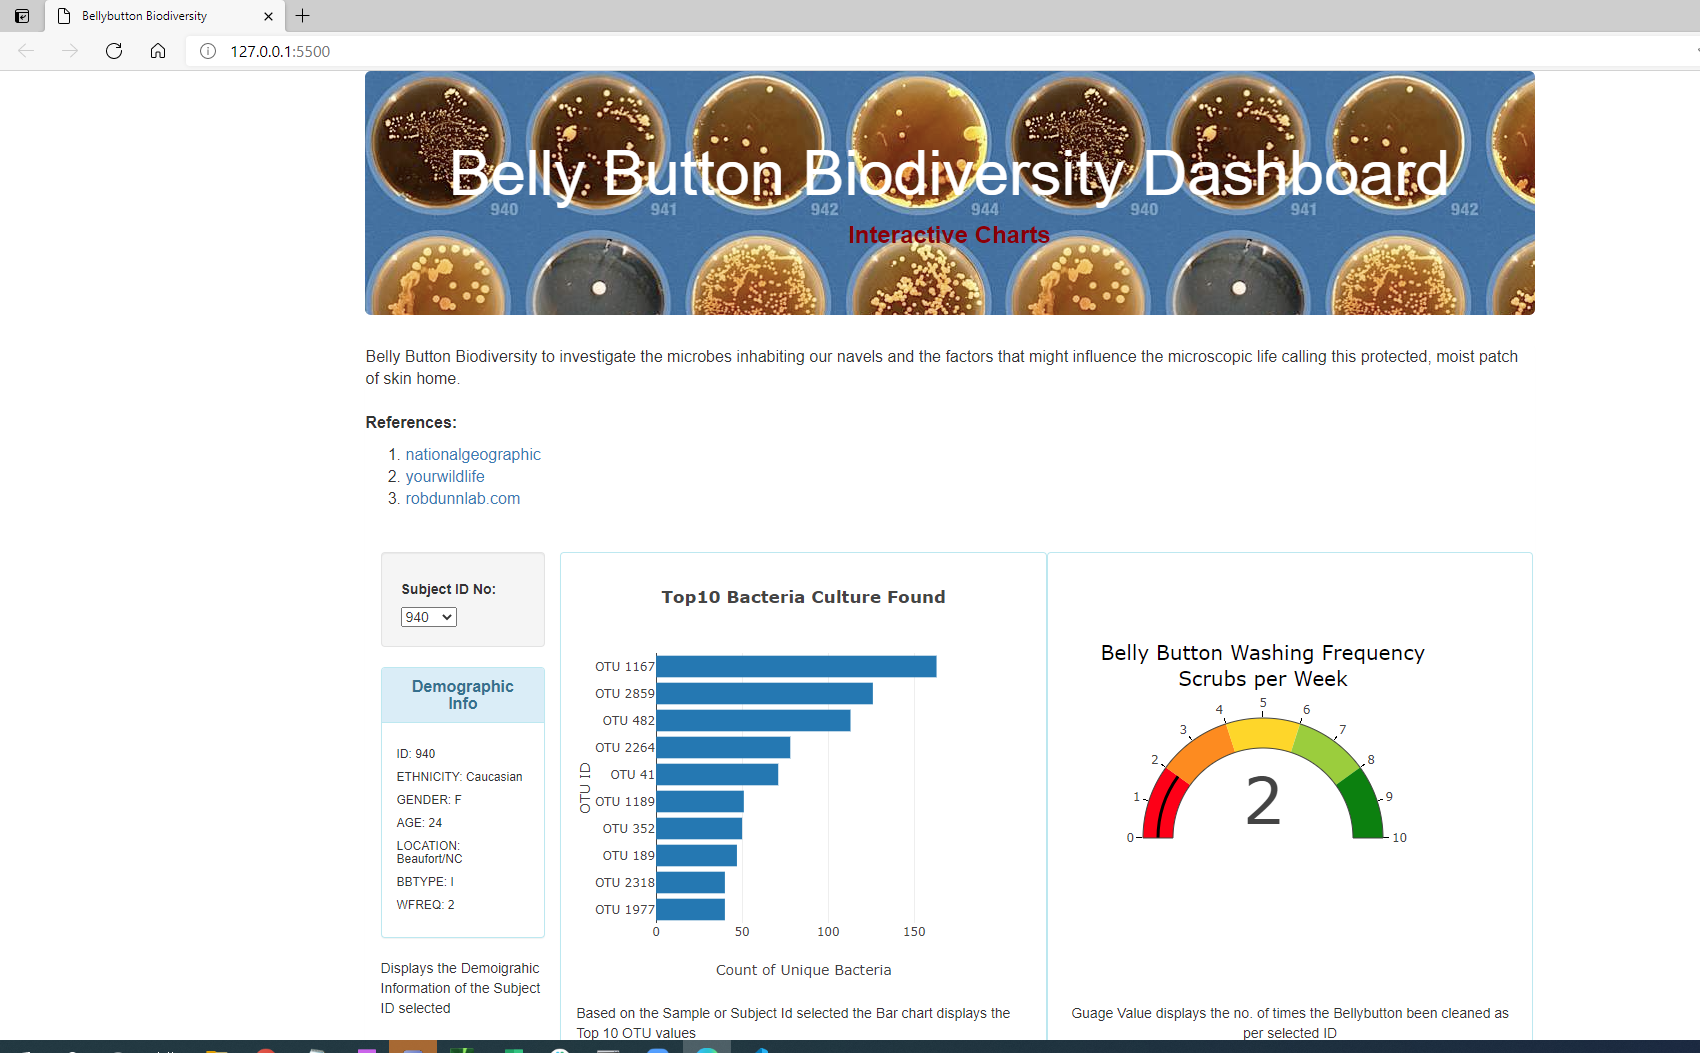 Bellybutton Biodiversity
127.0.0.1:5500
Belly Button Biodiversity Dashboard
940 941 942 944 940 941 942
Interactive Charts
Belly Button Biodiversity to investigate the microbes inhabiting our navels and the factors that might influence the microscopic life calling this protected, moist patch
of skin home.
References:
1. nationalgeographic
2. yourwildlife
3. robdunnlab.com
Subject ID No:
940
Demographic
Info
ID: 940
ETHNICITY: Caucasian
GENDER: F
AGE: 24
LOCATION:
Beaufort/NC
BBTYPE: I
WFREQ: 2
Displays the Demoigrahic
Information of the Subject
ID selected
Top10 Bacteria Culture Found
OTU ID
OTU 1167
OTU 2859
OTU 482
OTU 2264
OTU 41
OTU 1189
OTU 352
OTU 189
OTU 2318
OTU 1977
0 50 100 150
Count of Unique Bacteria
Based on the Sample or Subject Id selected the Bar chart displays the
Top 10 OTU values
Belly Button Washing Frequency
Scrubs per Week
0
1
2
3
4
5
6
7
8
9
10
2
Guage Value displays the no. of times the Bellybutton been cleaned as
per selected ID